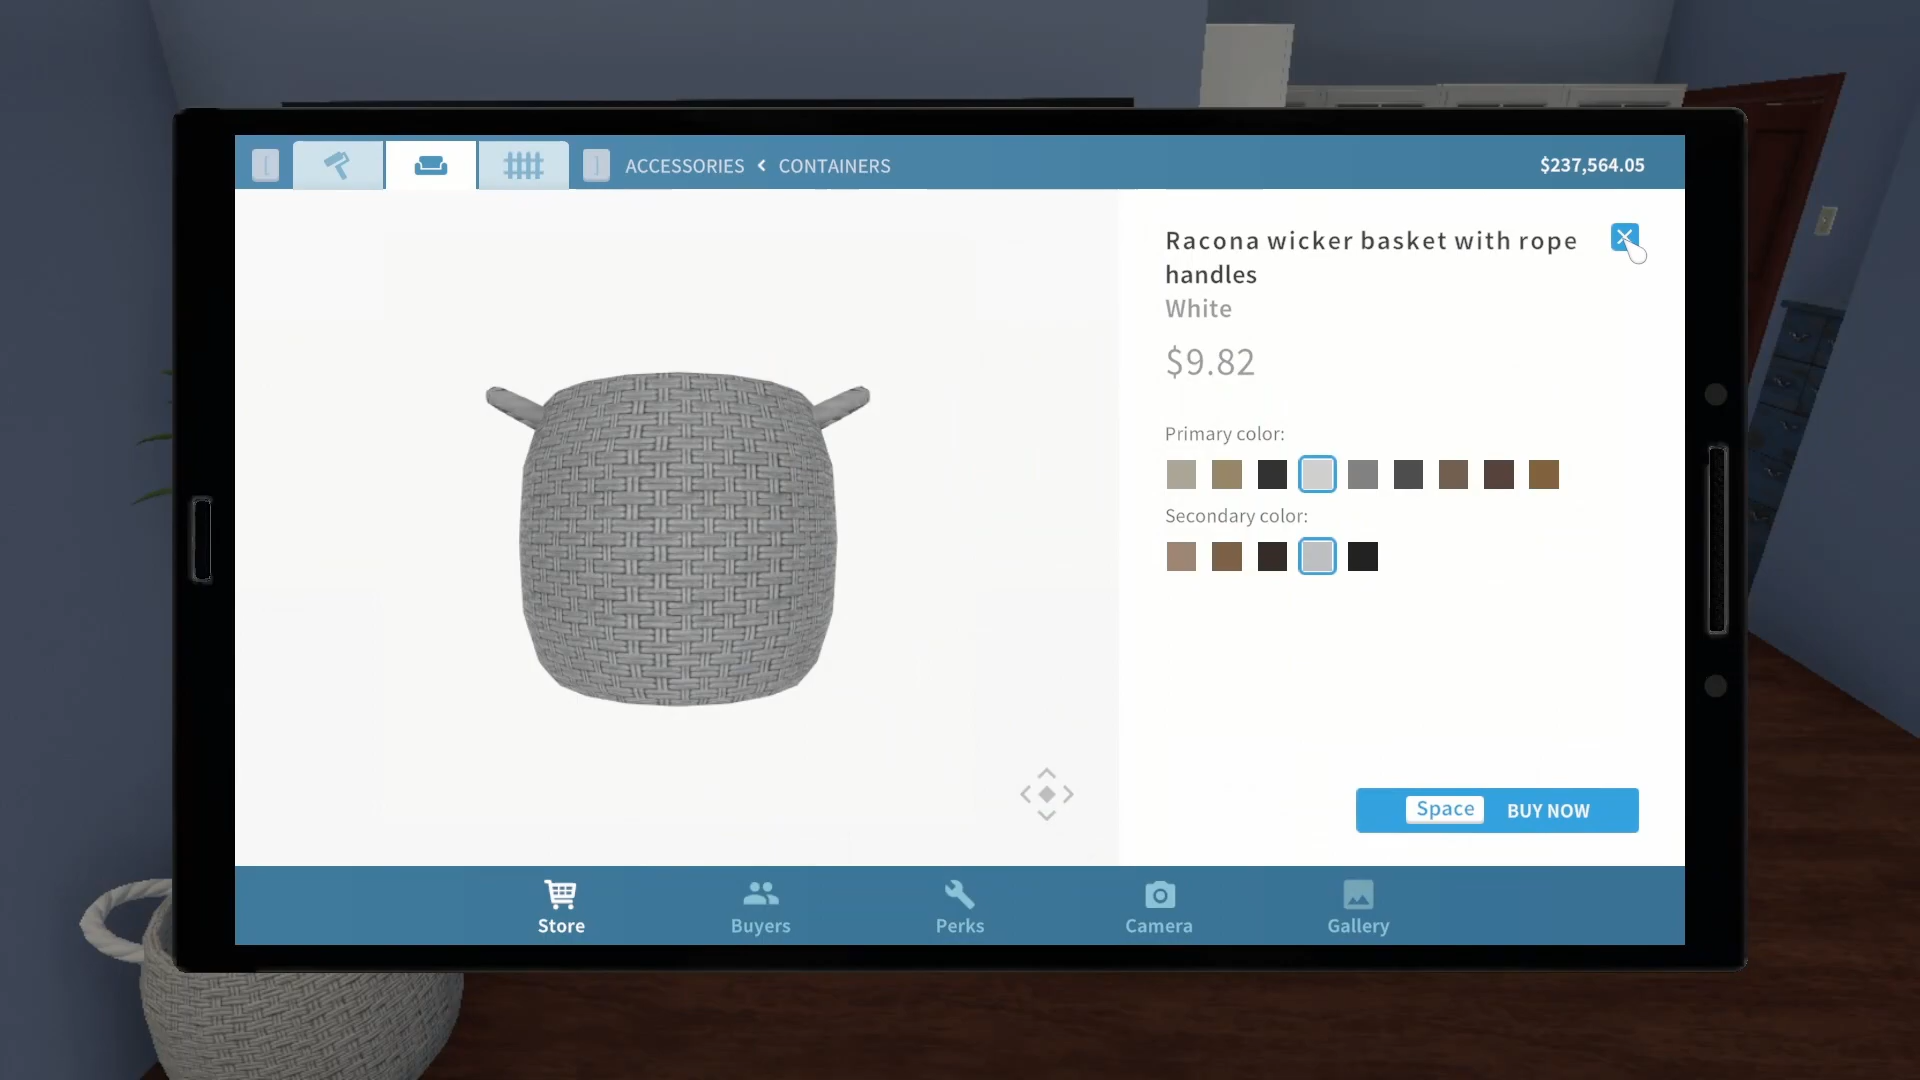 [ ] ACCESSORIES < CONTAINERS $237,564.05
Racona wicker basket with rope
handles
White
$9.82
Primary color:
Secondary color:
Space BUY NOW
Store Buyers Perks Camera Gallery